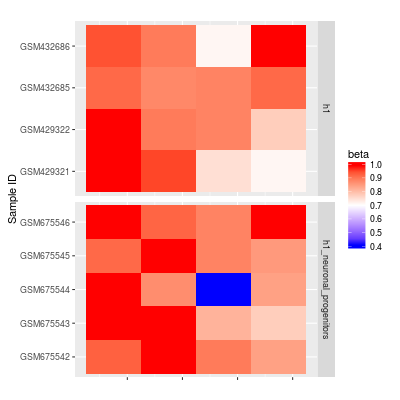 Sample ID
GSM432686
GSM432685
GSM429322
GSM429321
h1
GSM675546
GSM675545
GSM675544
GSM675543
GSM675542
h1_neuronal_progenitors
beta
1.0
0.9
0.8
0.7
0.6
0.5
0.4